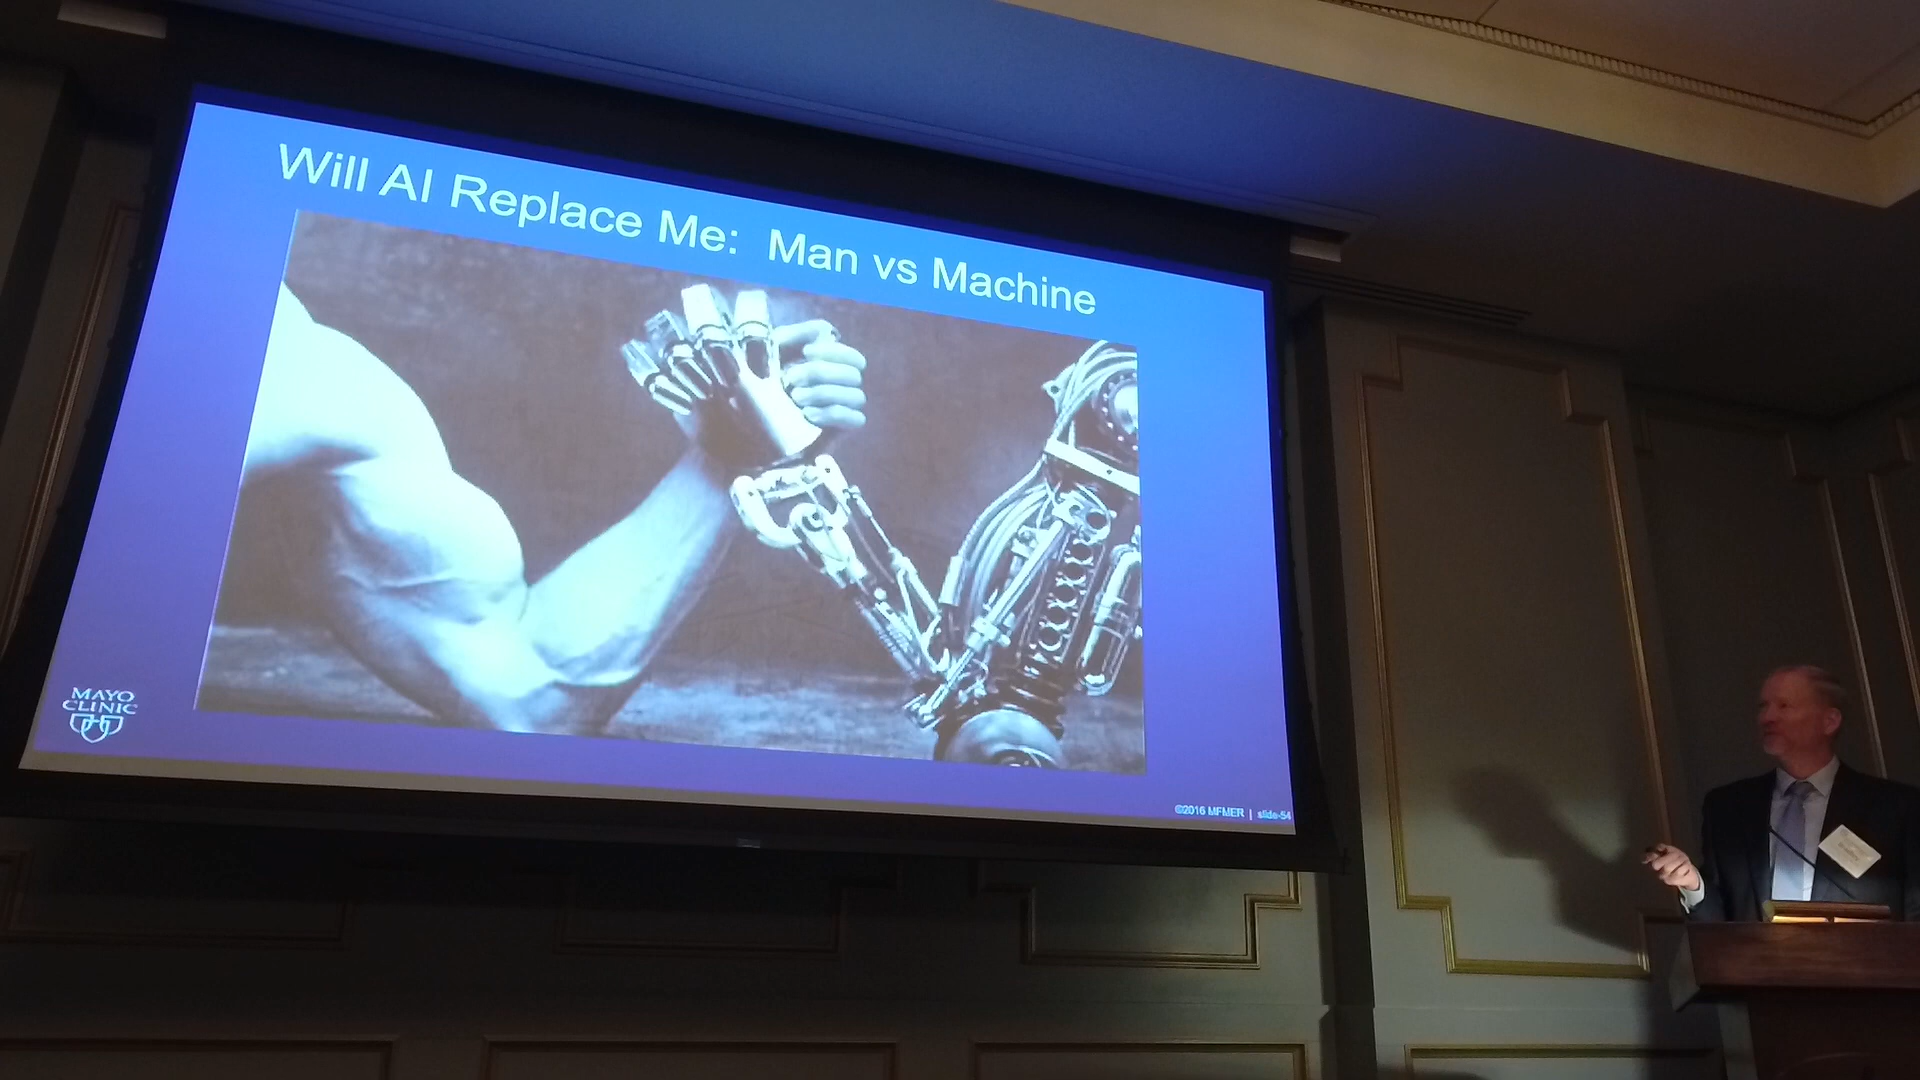 Will AI Replace Me: Man vs Machine
MAYO
CLINIC
©2016 MFMER | slide-54